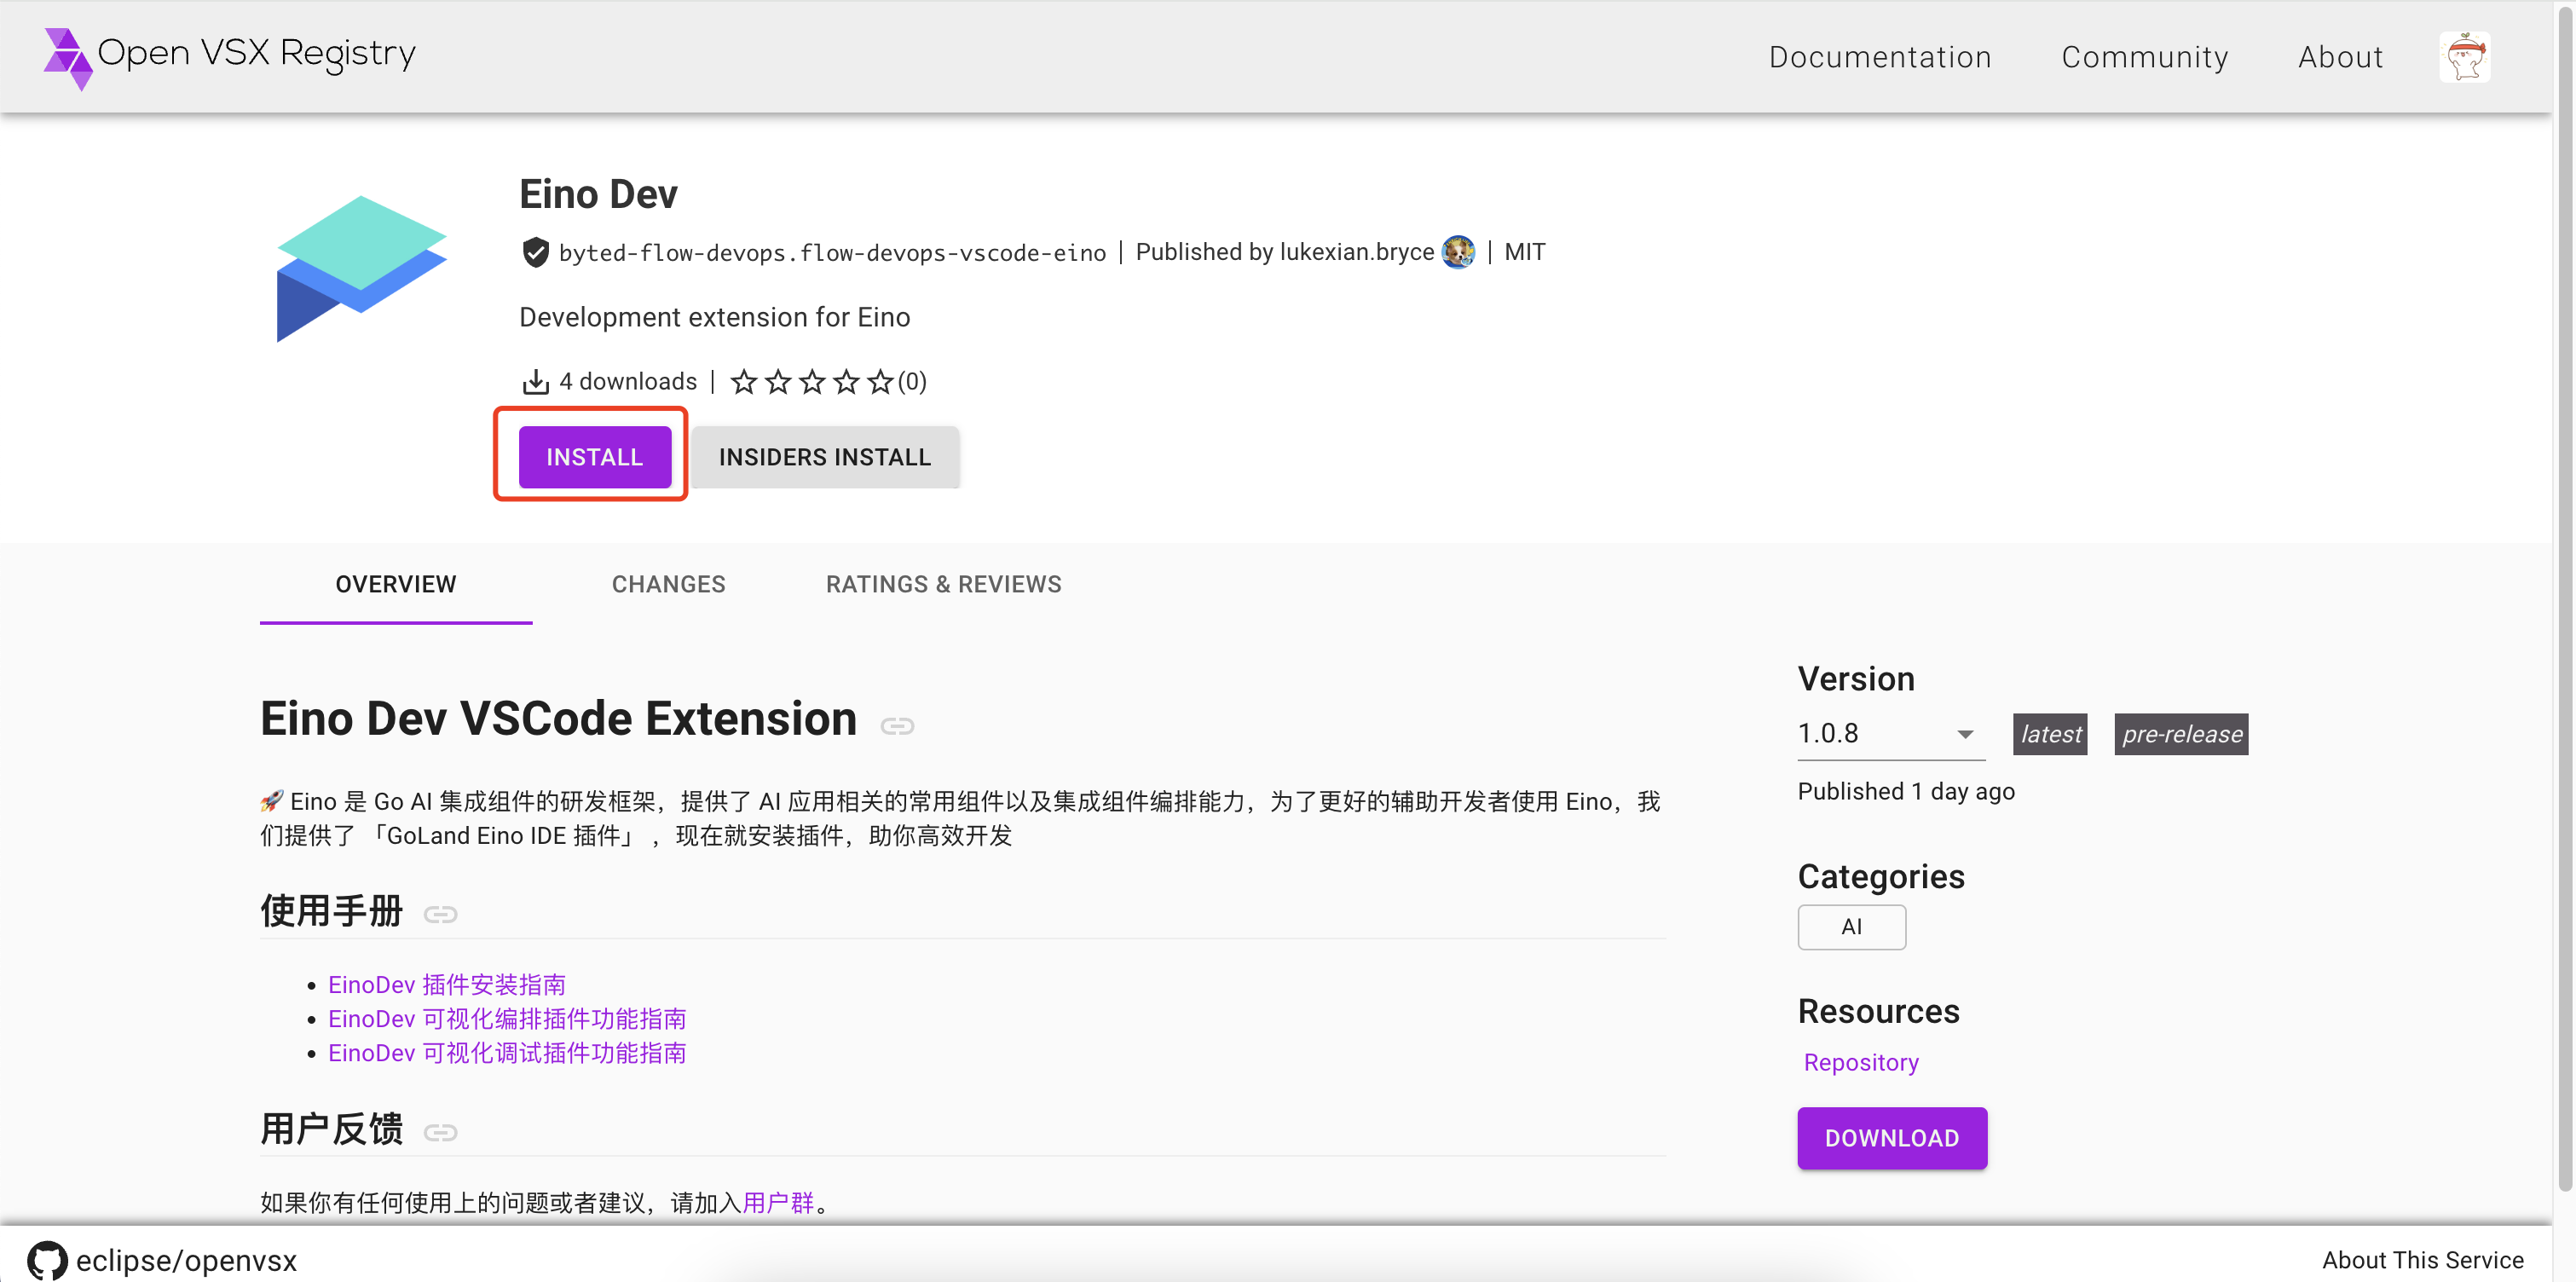 Open VSX Registry
Documentation
Community
About
Eino Dev
byted-flow-devops.flow-devops-vscode-eino | Published by lukexian.bryce | MIT
Development extension for Eino
4 downloads | (0)
INSTALL
INSIDERS INSTALL
OVERVIEW
CHANGES
RATINGS & REVIEWS
Eino Dev VSCode Extension
🚀 Eino 是 Go AI 集成组件的研发框架，提供了 AI 应用相关的常用组件以及集成组件编排能力，为了更好的辅助开发者使用 Eino，我
们提供了 「GoLand Eino IDE 插件」 ，现在就安装插件，助你高效开发
使用手册
EinoDev 插件安装指南
EinoDev 可视化编排插件功能指南
EinoDev 可视化调试插件功能指南
用户反馈
如果你有任何使用上的问题或者建议，请加入用户群。
Version
1.0.8
latest
pre-release
Published 1 day ago
Categories
AI
Resources
Repository
DOWNLOAD
eclipse/openvsx
About This Service